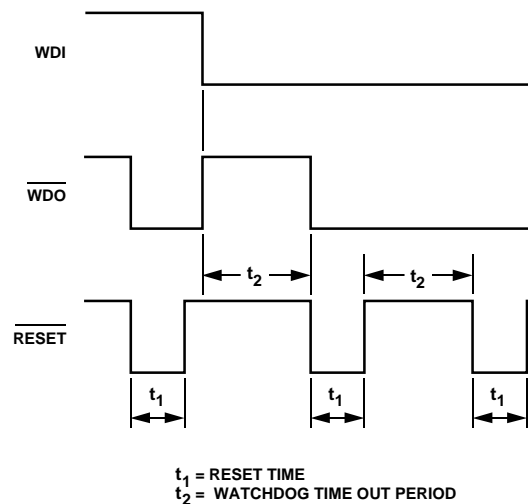 WDI
WDO
t2 t2
RESET
t1 t1 t1
t1 = RESET TIME
t2 = WATCHDOG TIME OUT PERIOD